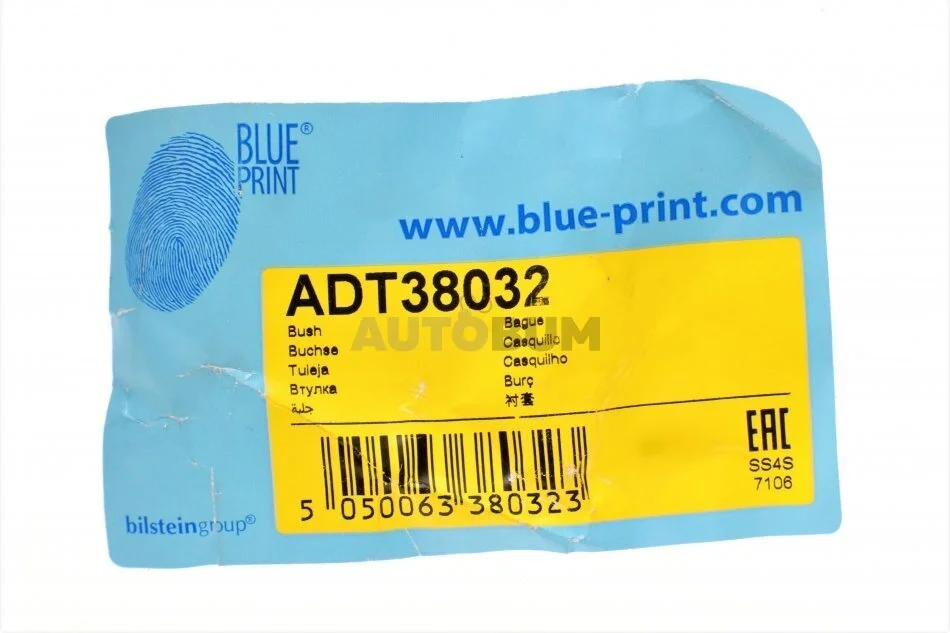 BLUE®
PRINT
www.blue-print.com
ADT38032
Bush
Buchse
Tuleja
Втулка
جلبة
Bague
Casquillo
Casquilho
Burç
衬套
AUTOBUM
EAC
SS4S
7106
5 050063 380323
bilsteingroup®